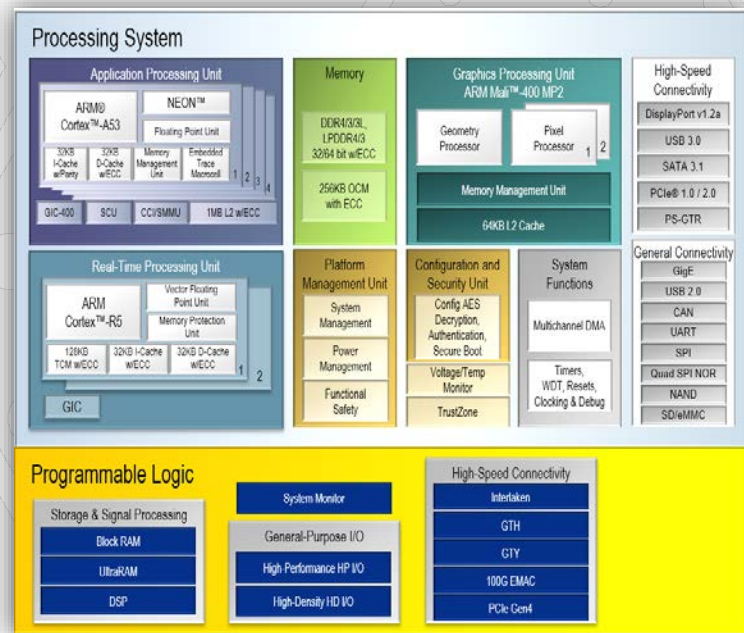 Processing System
Application Processing Unit
ARM®
Cortex™-A53
NEON™
Floating Point Unit
32KB
I-Cache
w/Parity
32KB
D-Cache
w/ECC
Memory
Management
Unit
Embedded
Trace
Macrocell
1
2
3
4
GIC-400
SCU
CCI/SMMU
1MB L2 w/ECC
Memory
DDR4/3/3L,
LPDDR4/3
32/64 bit w/ECC
256KB OCM
with ECC
Graphics Processing Unit
ARM Mali™-400 MP2
Geometry
Processor
Pixel
Processor
1
2
Memory Management Unit
64KB L2 Cache
High-Speed
Connectivity
DisplayPort v1.2a
USB 3.0
SATA 3.1
PCIe® 1.0 / 2.0
PS-GTR
Real-Time Processing Unit
ARM
Cortex™-R5
Vector Floating
Point Unit
Memory Protection
Unit
128KB
TCM w/ECC
32KB I-Cache
w/ECC
32KB D-Cache
w/ECC
1
2
GIC
Platform
Management Unit
System
Management
Power
Management
Functional
Safety
Configuration and
Security Unit
Config AES
Decryption,
Authentication,
Secure Boot
Voltage/Temp
Monitor
TrustZone
System
Functions
Multichannel DMA
Timers,
WDT, Resets,
Clocking & Debug
General Connectivity
GigE
USB 2.0
CAN
UART
SPI
Quad SPI NOR
NAND
SD/eMMC
Programmable Logic
Storage & Signal Processing
Block RAM
UltraRAM
DSP
System Monitor
General-Purpose I/O
High-Performance HP I/O
High-Density HD I/O
High-Speed Connectivity
Interlaken
GTH
GTY
100G EMAC
PCIe Gen4